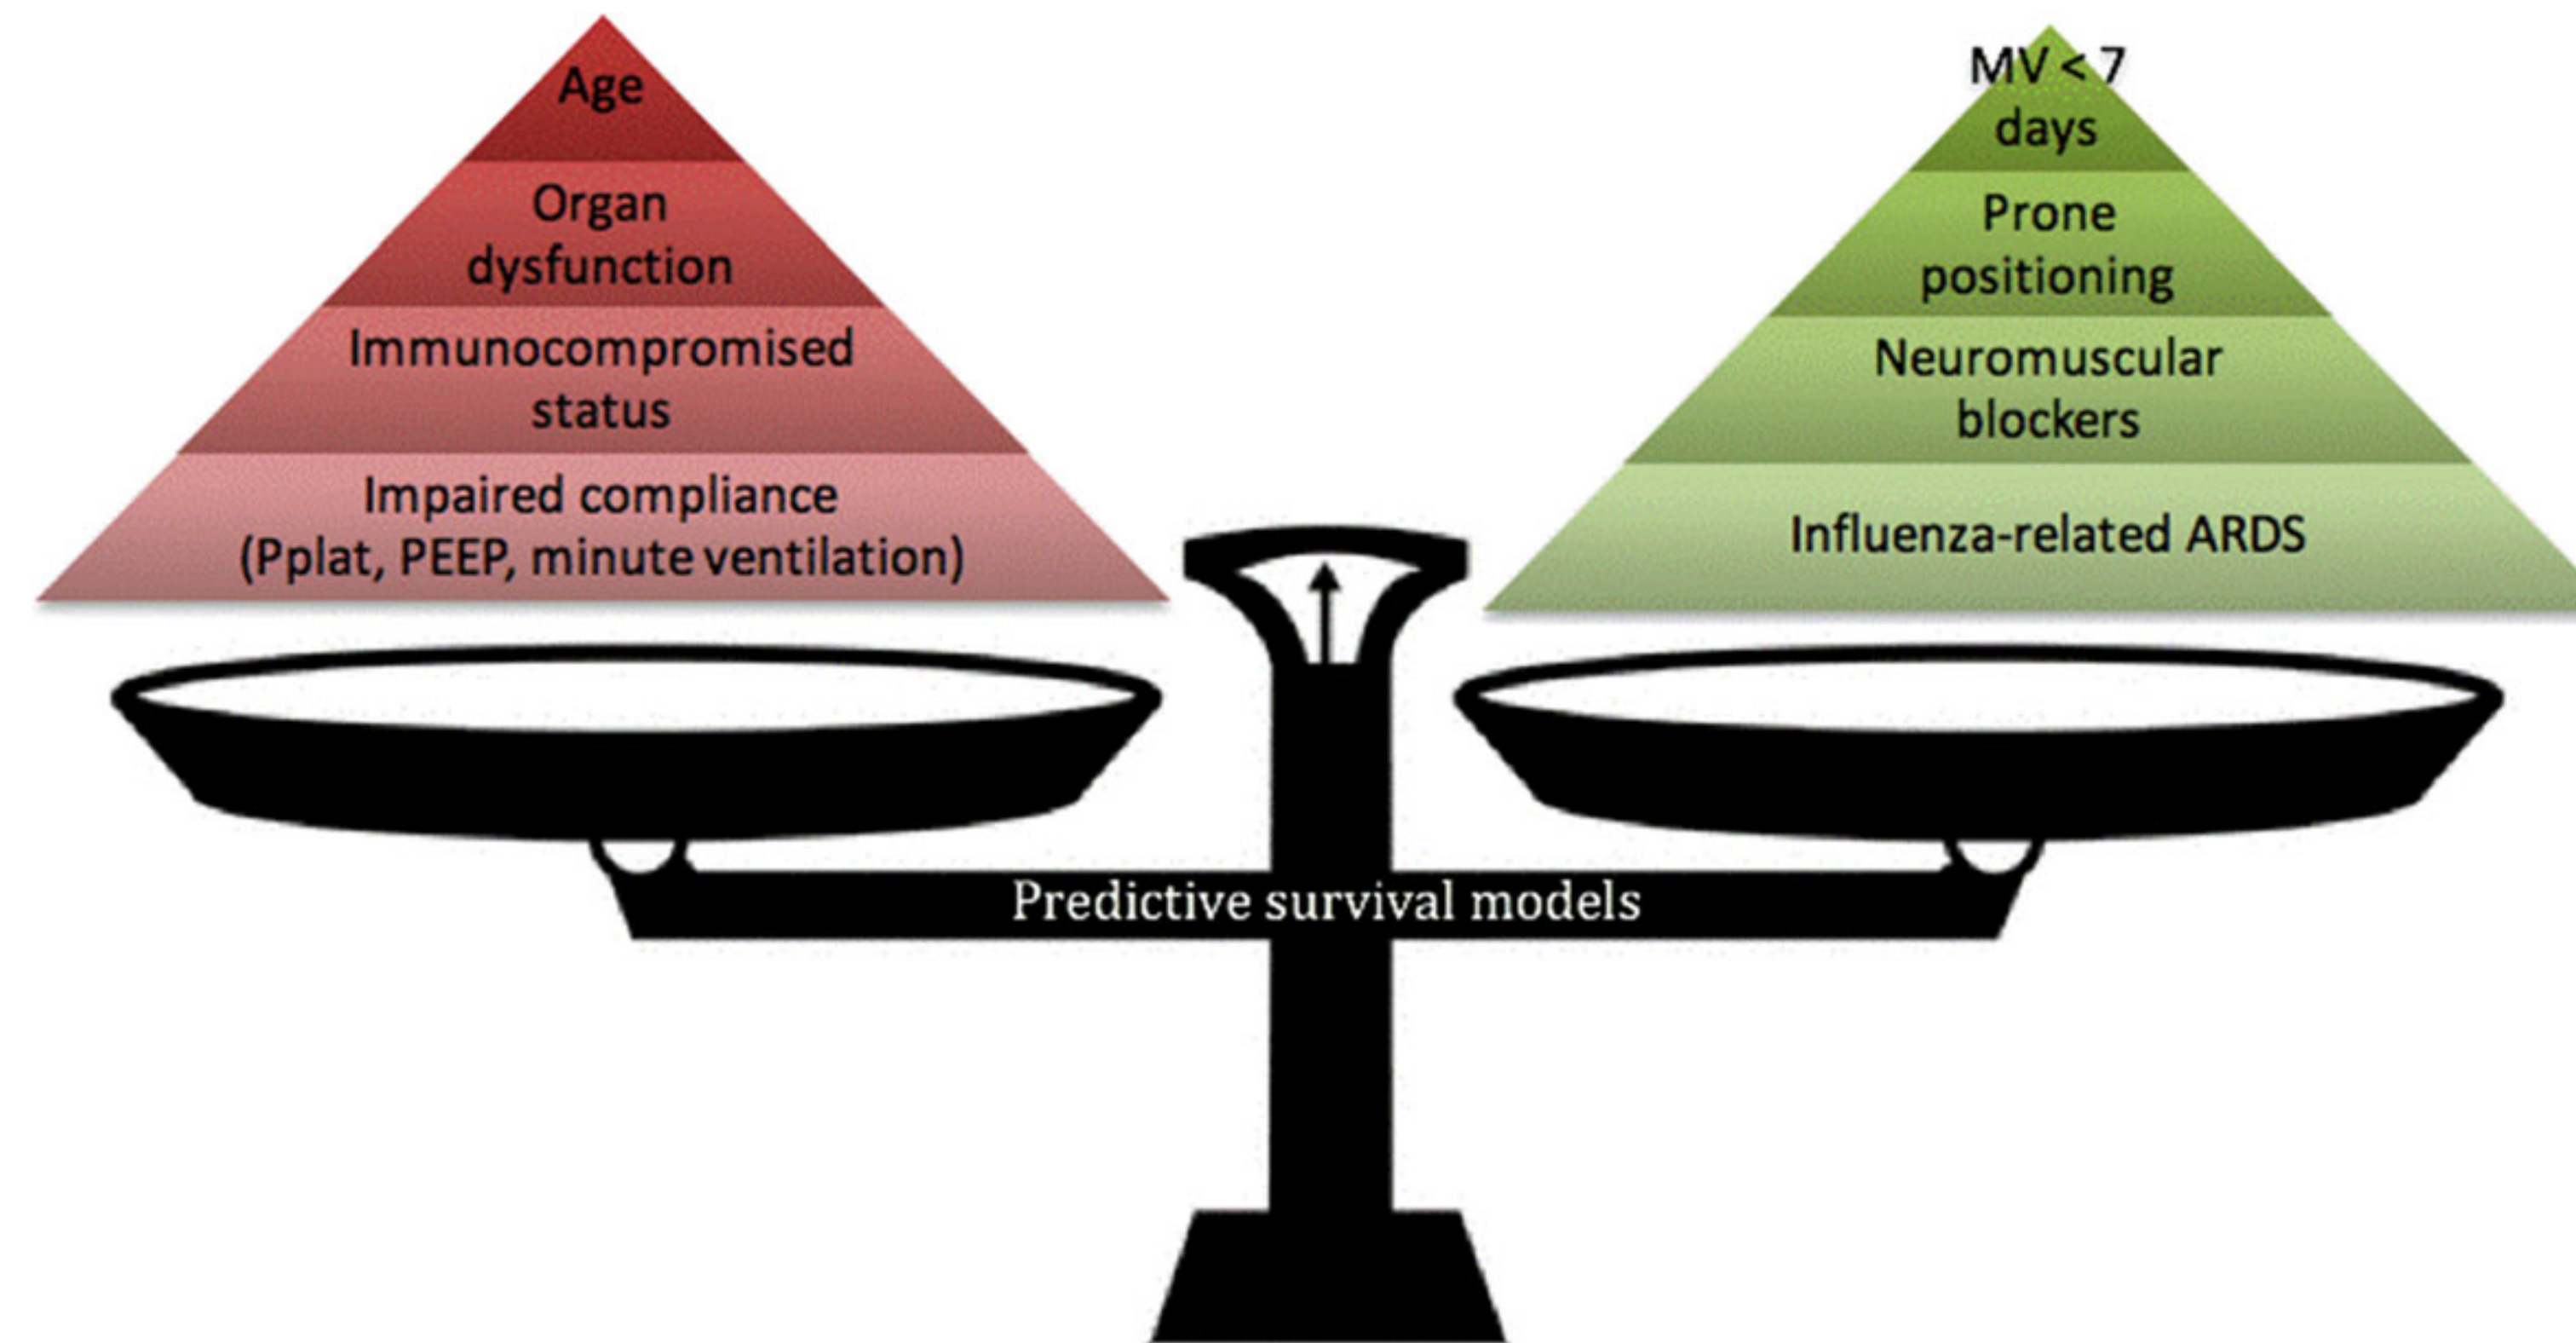 Age
Organ
dysfunction
Immunocompromised
status
Impaired compliance
(Pplat, PEEP, minute ventilation)
MV < 7
days
Prone
positioning
Neuromuscular
blockers
Influenza-related ARDS
Predictive survival models